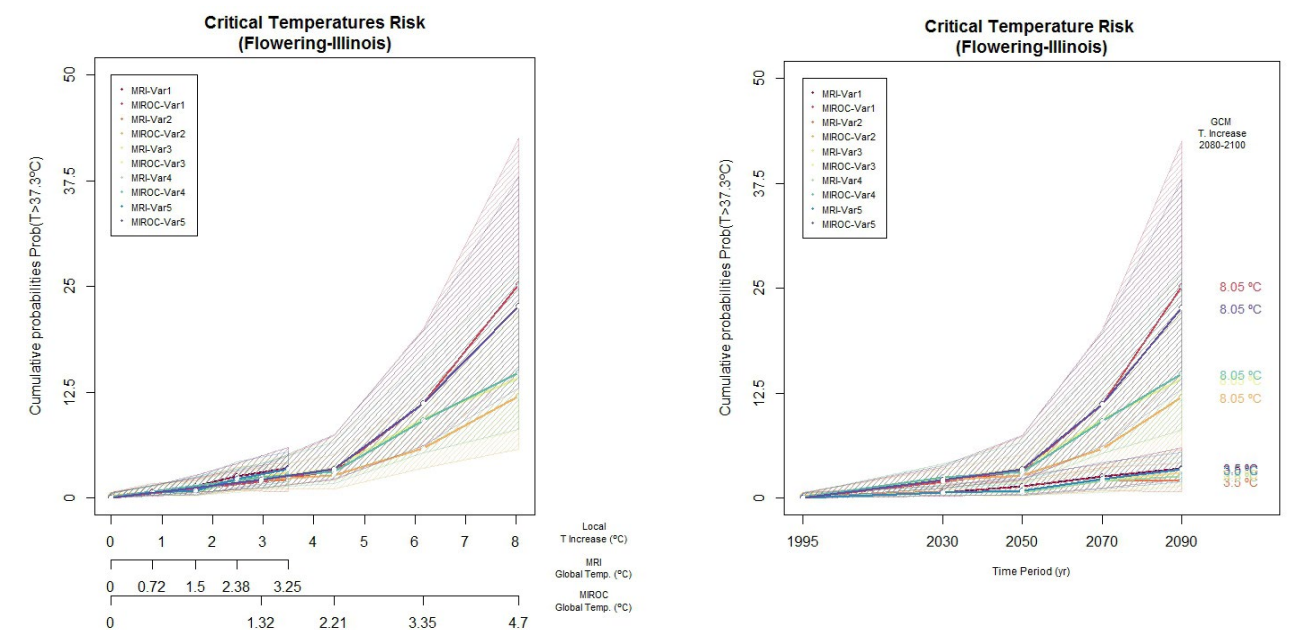 Critical Temperatures Risk
(Flowering-Illinois)
Cumulative probabilities Prob(T>37.3ºC)
50
37.5
25
12.5
0
MRI-Var1
MIROC-Var1
MRI-Var2
MIROC-Var2
MRI-Var3
MIROC-Var3
MRI-Var4
MIROC-Var4
MRI-Var5
MIROC-Var5
0 1 2 3 4 5 6 7 8
Local
T Increase (ºC)
0 0.72 1.5 2.38 3.25
MRI
Global Temp. (ºC)
0 1.32 2.21 3.35 4.7
MIROC
Global Temp. (ºC)
Critical Temperature Risk
(Flowering-Illinois)
Cumulative probabilities Prob(T>37.3ºC)
50
37.5
25
12.5
0
MRI-Var1
MIROC-Var1
MRI-Var2
MIROC-Var2
MRI-Var3
MIROC-Var3
MRI-Var4
MIROC-Var4
MRI-Var5
MIROC-Var5
GCM
T. Increase
2080-2100
8.05 ºC
8.05 ºC
8.05 ºC
8.05 ºC
3.5 ºC
3.5 ºC
1995 2030 2050 2070 2090
Time Period (yr)